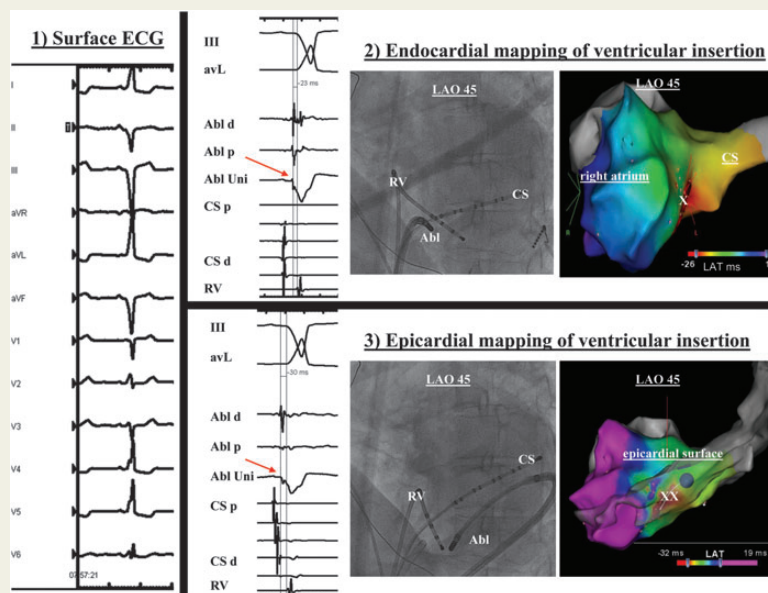 1) Surface ECG
I
II
III
aVR
aVL
aVF
V1
V2
V3
V4
V5
V6
07:57:21
III
avL
-23 ms
Abl d
Abl p
Abl Uni
CS p
CS d
RV
2) Endocardial mapping of ventricular insertion
LAO 45
RV
CS
Abl
LAO 45
CS
right atrium
X
R
L
-26
LAT ms
III
avL
-30 ms
Abl d
Abl p
Abl Uni
CS p
CS d
RV
3) Epicardial mapping of ventricular insertion
LAO 45
RV
CS
Abl
LAO 45
epicardial surface
XX
-32 ms LAT 19 ms